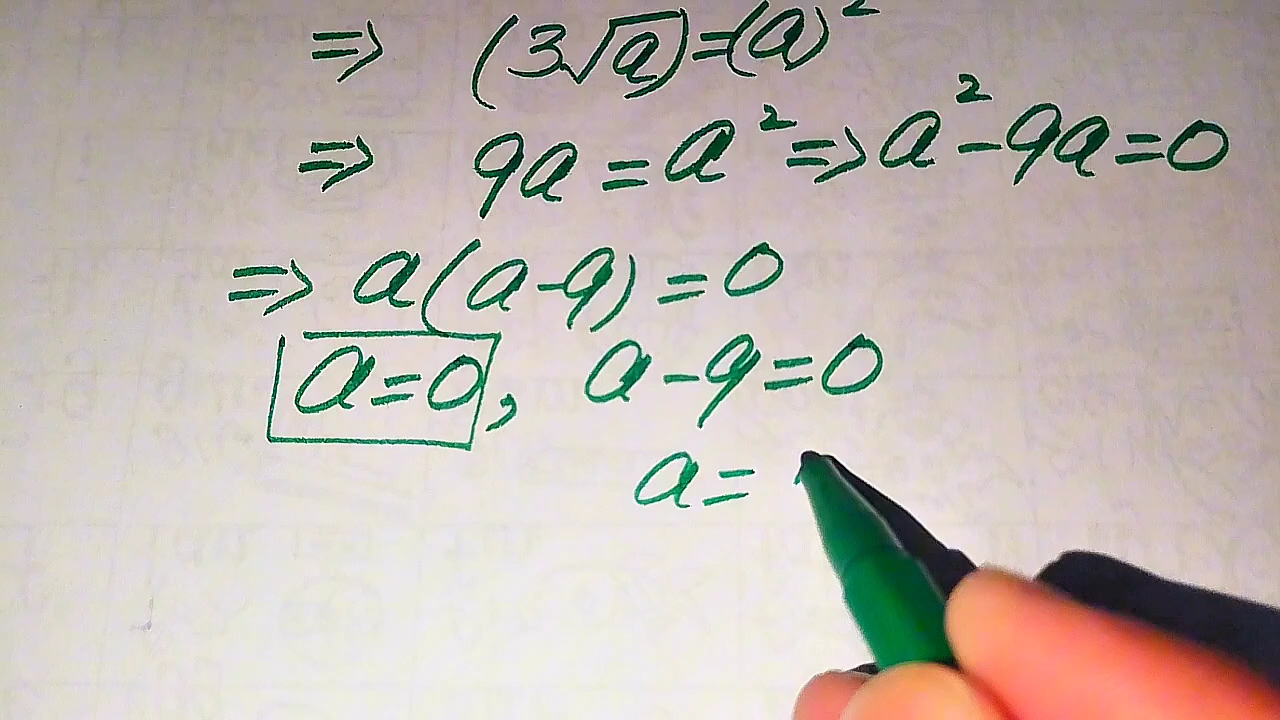 ⇒ (3√a)=(a)²
⇒ 9a = a² ⇒ a² - 9a = 0
⇒ a(a-9) = 0
a=0, a-9=0
a=